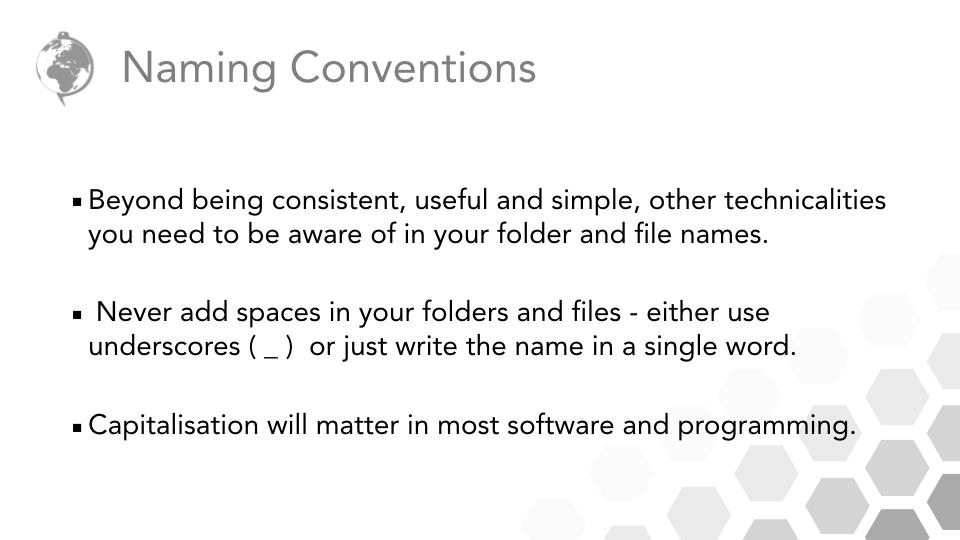 Naming Conventions
▪ Beyond being consistent, useful and simple, other technicalities
you need to be aware of in your folder and file names.
▪ Never add spaces in your folders and files - either use
underscores ( _ ) or just write the name in a single word.
▪ Capitalisation will matter in most software and programming.